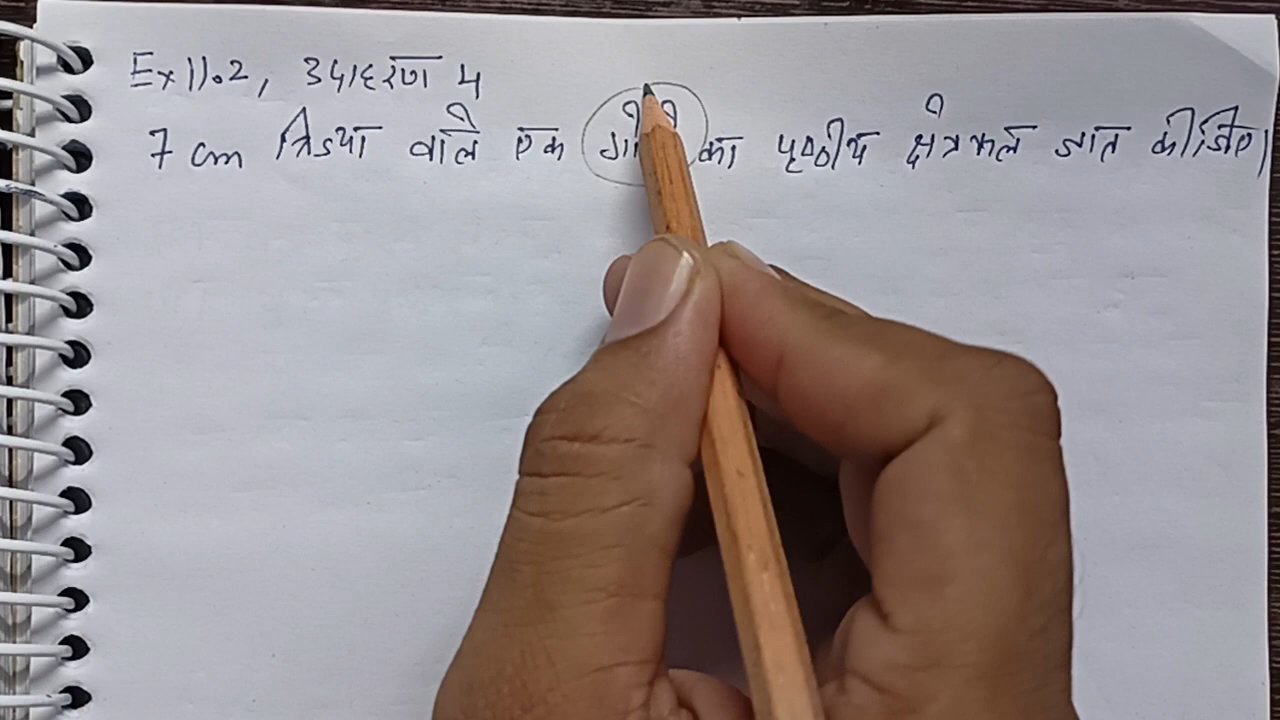 Ex 11.2, उदाहरण 4
7 cm त्रिज्या वाले एक का पृष्ठीय क्षेत्रफल ज्ञात कीजिए।